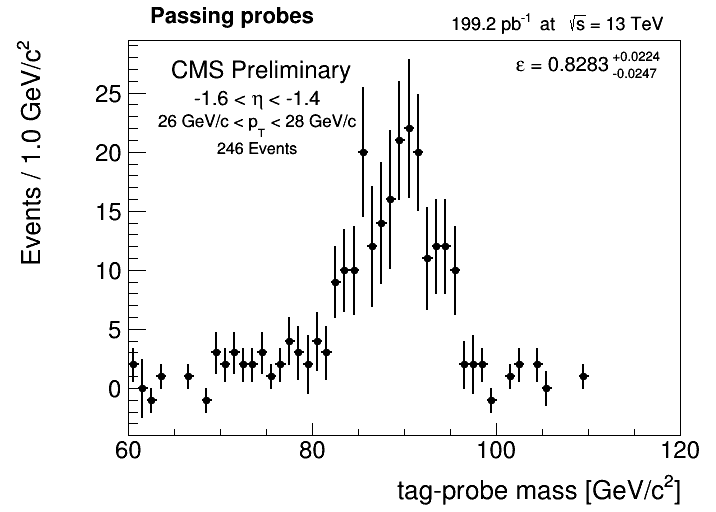 Passing probes
199.2 pb⁻¹ at √s = 13 TeV
CMS Preliminary
ε = 0.8283 +0.0224 -0.0247
-1.6 < η < -1.4
26 GeV/c < p_T < 28 GeV/c
246 Events
Events / 1.0 GeV/c²
25
20
15
10
5
0
60 80 100 120
tag-probe mass [GeV/c²]